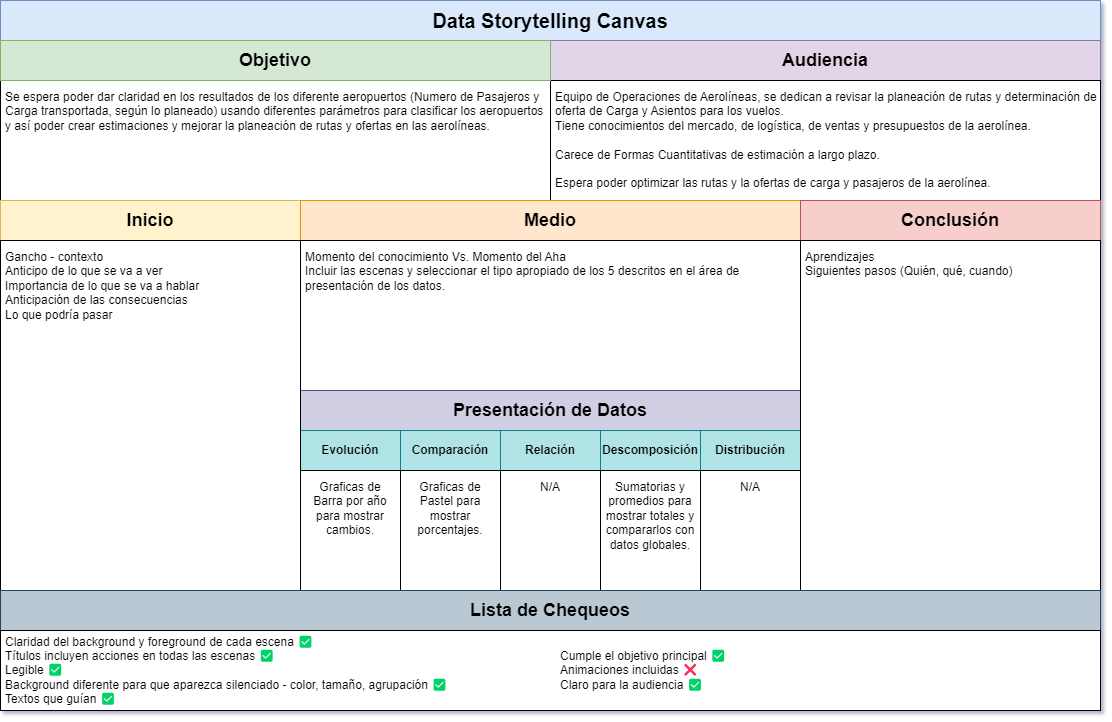 Data Storytelling Canvas
Objetivo
Se espera poder dar claridad en los resultados de los diferente aeropuertos (Numero de Pasajeros y
Carga transportada, según lo planeado) usando diferentes parámetros para clasificar los aeropuertos
y así poder crear estimaciones y mejorar la planeación de rutas y ofertas en las aerolíneas.
Audiencia
Equipo de Operaciones de Aerolíneas, se dedican a revisar la planeación de rutas y determinación de
oferta de Carga y Asientos para los vuelos.
Tiene conocimientos del mercado, de logística, de ventas y presupuestos de la aerolínea.
Carece de Formas Cuantitativas de estimación a largo plazo.
Espera poder optimizar las rutas y la ofertas de carga y pasajeros de la aerolínea.
Inicio
Gancho - contexto
Anticipo de lo que se va a ver
Importancia de lo que se va a hablar
Anticipación de las consecuencias
Lo que podría pasar
Medio
Momento del conocimiento Vs. Momento del Aha
Incluir las escenas y seleccionar el tipo apropiado de los 5 descritos en el área de
presentación de los datos.
Presentación de Datos
Evolución
Graficas de
Barra por año
para mostrar
cambios.
Comparación
Graficas de
Pastel para
mostrar
porcentajes.
Relación
N/A
Descomposición
Sumatorias y
promedios para
mostrar totales y
compararlos con
datos globales.
Distribución
N/A
Conclusión
Aprendizajes
Siguientes pasos (Quién, qué, cuando)
Lista de Chequeos
Claridad del background y foreground de cada escena ✅
Títulos incluyen acciones en todas las escenas ✅
Legible ✅
Background diferente para que aparezca silenciado - color, tamaño, agrupación ✅
Textos que guían ✅
Cumple el objetivo principal ✅
Animaciones incluidas ❌
Claro para la audiencia ✅